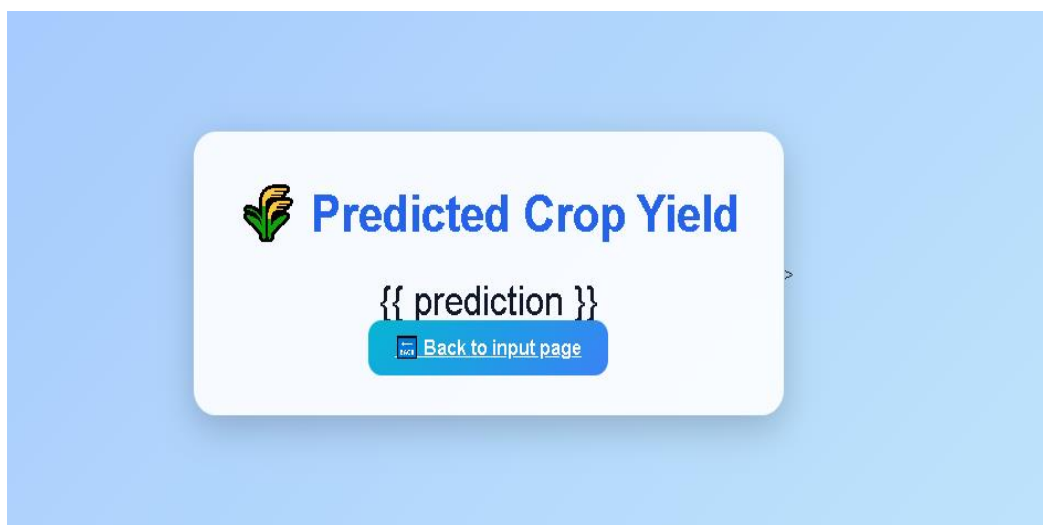 🌾 Predicted Crop Yield
{{ prediction }}
>
🔙 Back to input page